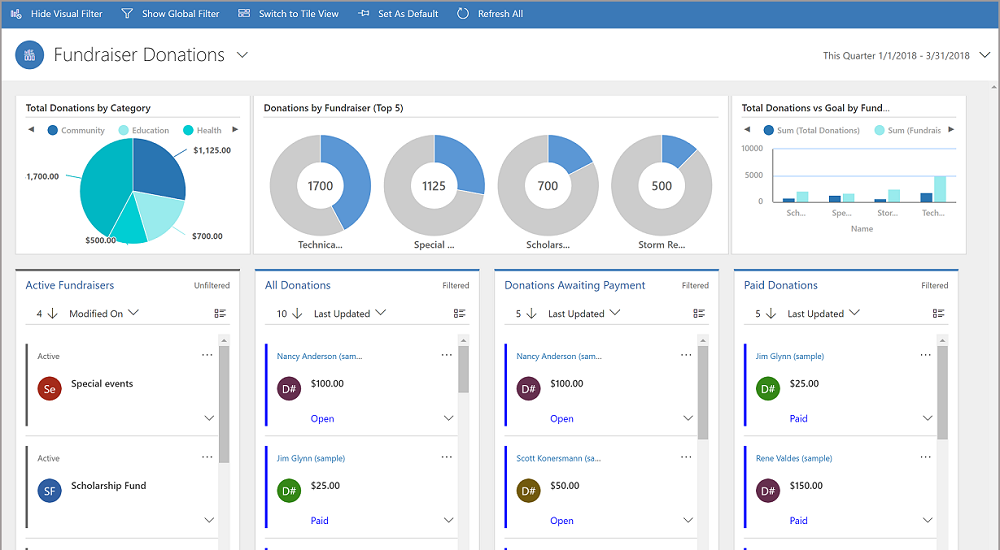 Hide Visual Filter Show Global Filter Switch to Tile View Set As Default Refresh All
Fundraiser Donations
This Quarter 1/1/2018 - 3/31/2018
Total Donations by Category
Community Education Health
$1,125.00
1,700.00
$700.00
$500.00
Donations by Fundraiser (Top 5)
1700 1125 700 500
Technica... Special ... Scholars... Storm Re...
Total Donations vs Goal by Fund...
Sum (Total Donations) Sum (Fundrais
10000
5000
0
Sch... Spe... Stor... Tech...
Name
Active Fundraisers Unfiltered
4 Modified On
Active
Se Special events
Active
SF Scholarship Fund
All Donations Filtered
10 Last Updated
Nancy Anderson (sam...
D# $100.00
Open
Jim Glynn (sample)
D# $25.00
Paid
Donations Awaiting Payment Filtered
5 Last Updated
Nancy Anderson (sam...
D# $100.00
Open
Scott Konersmann (sa...
D# $50.00
Open
Paid Donations Filtered
5 Last Updated
Jim Glynn (sample)
D# $25.00
Paid
Rene Valdes (sample)
D# $150.00
Paid